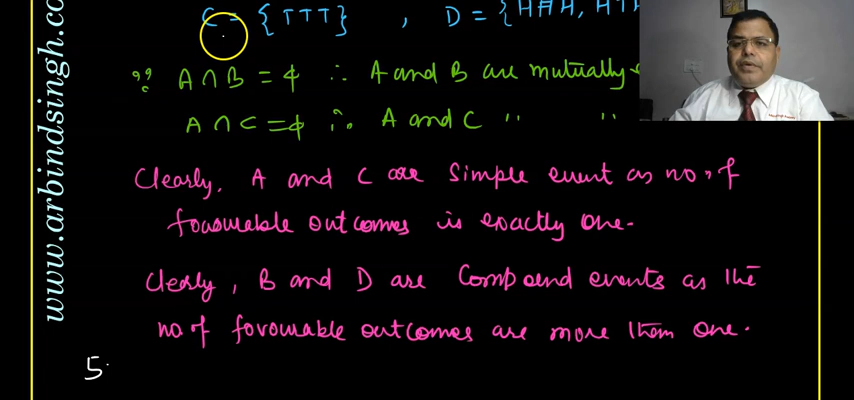 www.arbindsingh.co
C = {TTT} , D = {HHH, HTH
∵ A ∩ B = ϕ ∴ A and B are mutually
A ∩ C = ϕ ∴ A and C " "
Clearly, A and C are Simple event as no. of
favourable outcomes is exactly one.
Clearly, B and D are Compound events as the
no of favourable outcomes are more than one.
5.